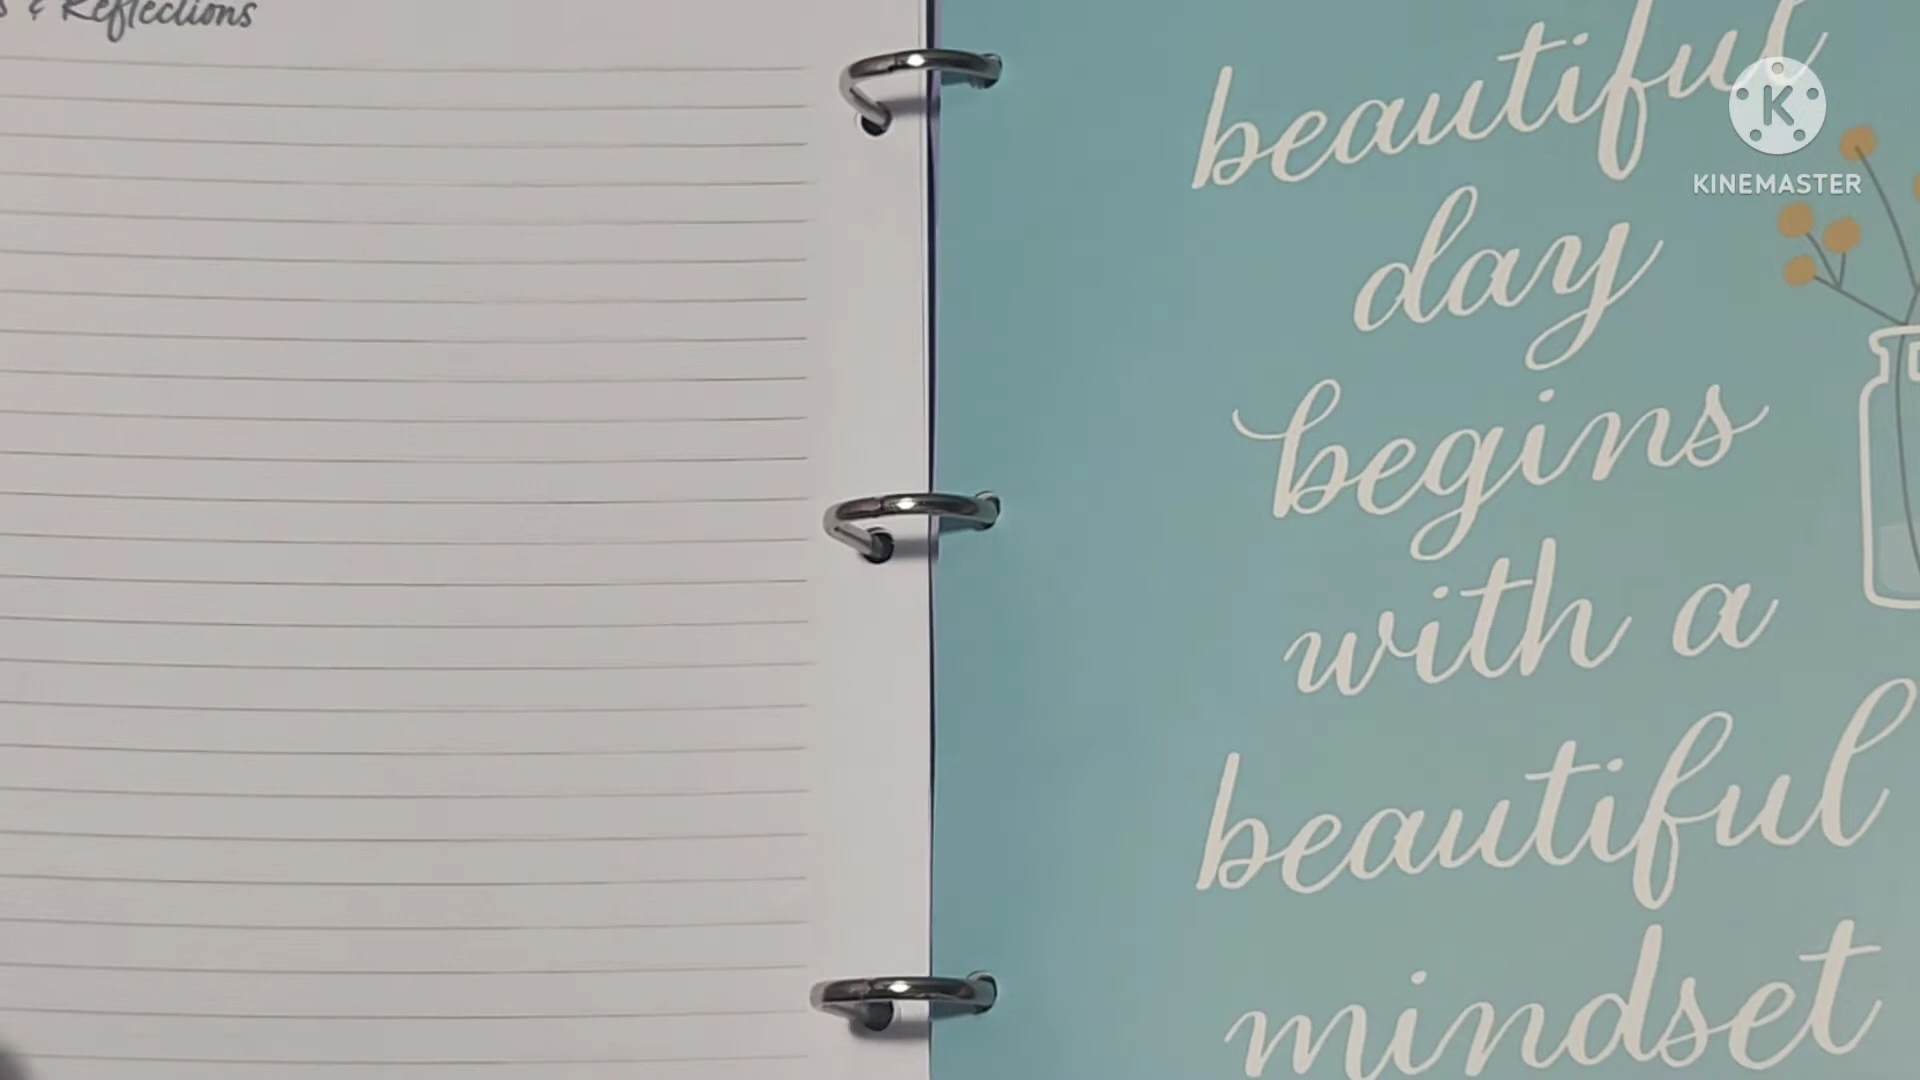 & Reflections
beautiful
day
begins
with a
beautiful
mindset
KINEMASTER